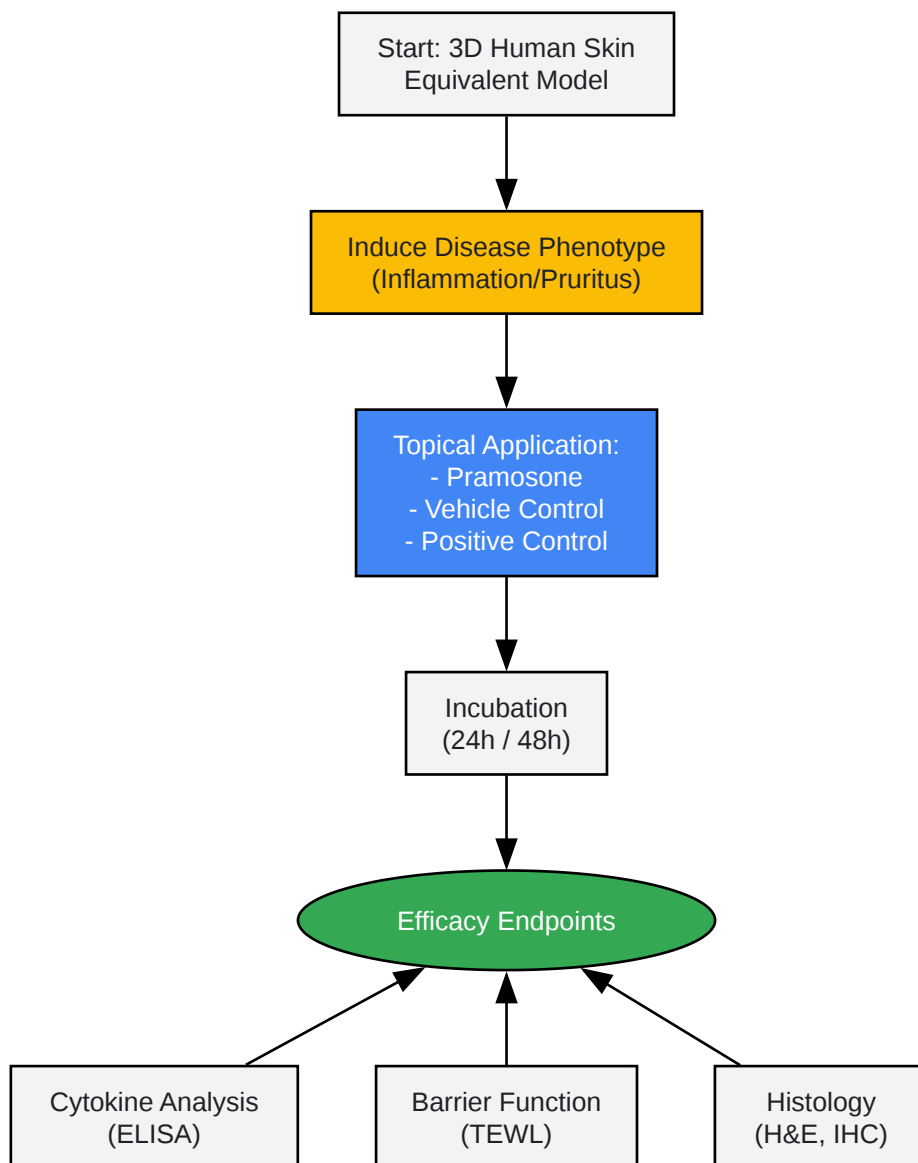 Start: 3D Human Skin
Equivalent Model
Induce Disease Phenotype
(Inflammation/Pruritus)
Topical Application:
- Pramosone
- Vehicle Control
- Positive Control
Incubation
(24h / 48h)
Efficacy Endpoints
Cytokine Analysis
(ELISA)
Barrier Function
(TEWL)
Histology
(H&E, IHC)